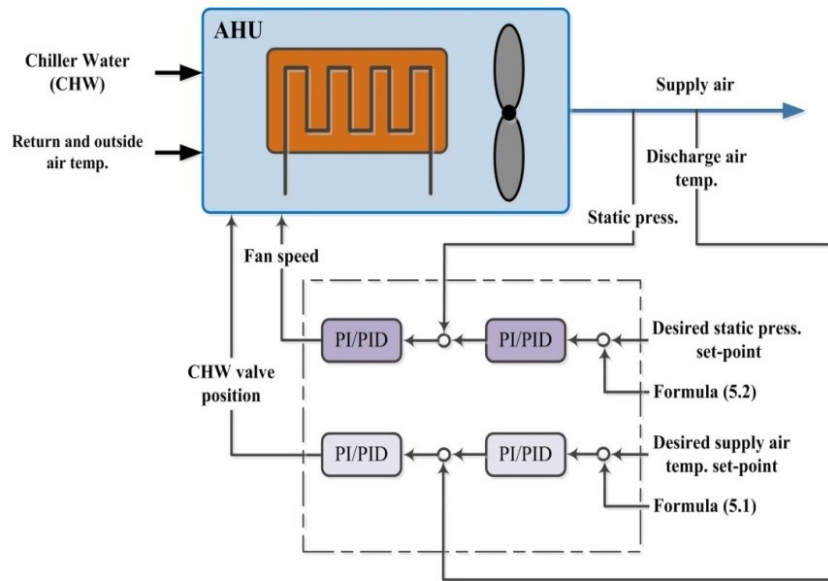 AHU
Chiller Water
(CHW)
Return and outside
air temp.
Supply air
Discharge air
temp.
Static press.
Fan speed
CHW valve
position
PI/PID
PI/PID
Desired static press.
set-point
Formula (5.2)
PI/PID
PI/PID
Desired supply air
temp. set-point
Formula (5.1)